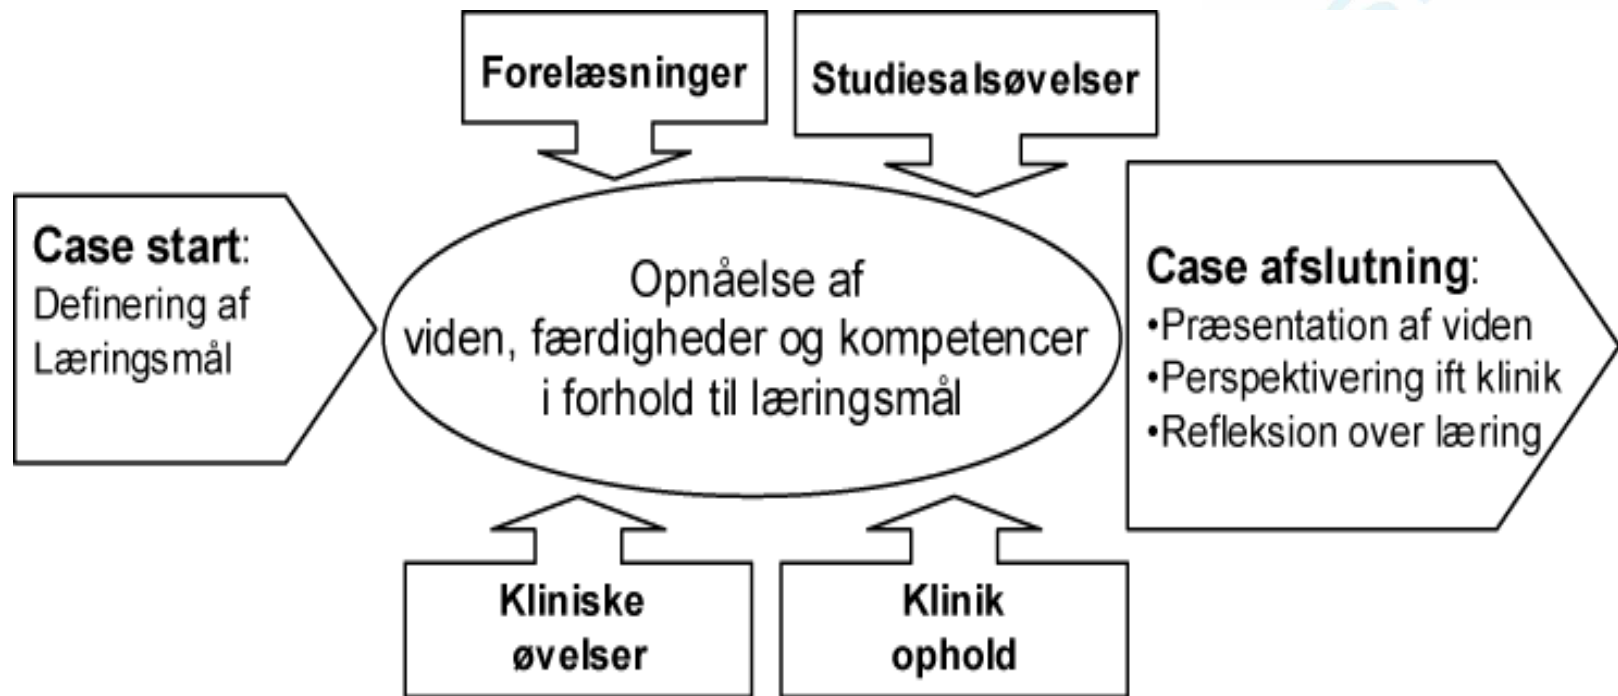 Forelæsninger
Studiesalsøvelser
Case start:
Definering af
Læringsmål
Opnåelse af
viden, færdigheder og kompetencer
i forhold til læringsmål
Case afslutning:
•Præsentation af viden
•Perspektivering ift klinik
•Refleksion over læring
Kliniske
øvelser
Klinik
ophold